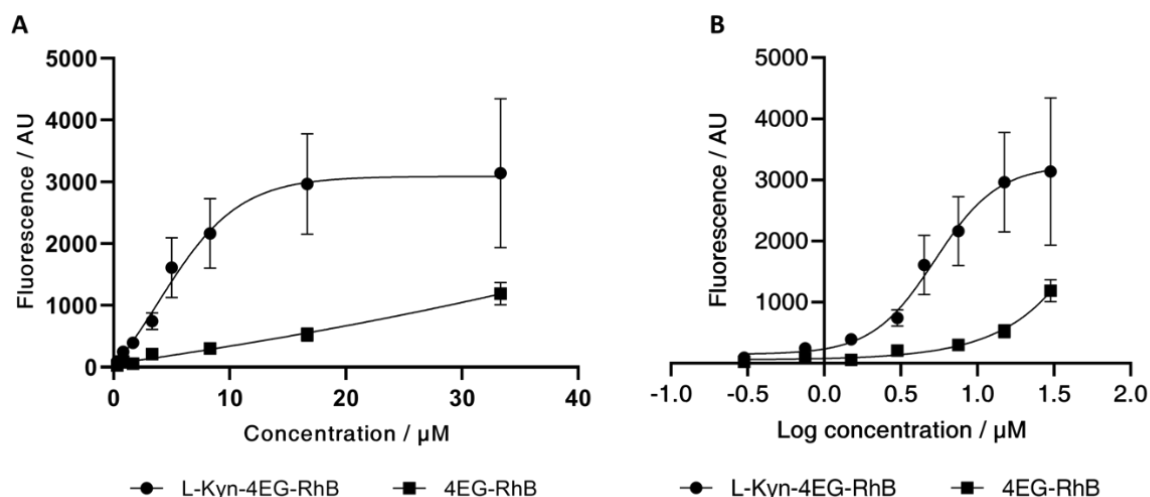 A
5000
4000
3000
2000
1000
0
Fluorescence / AU
0 10 20 30 40
Concentration / µM
L-Kyn-4EG-RhB 4EG-RhB
B
5000
4000
3000
2000
1000
Fluorescence / AU
-1.0 -0.5 0.0 0.5 1.0 1.5 2.0
Log concentration / µM
L-Kyn-4EG-RhB 4EG-RhB